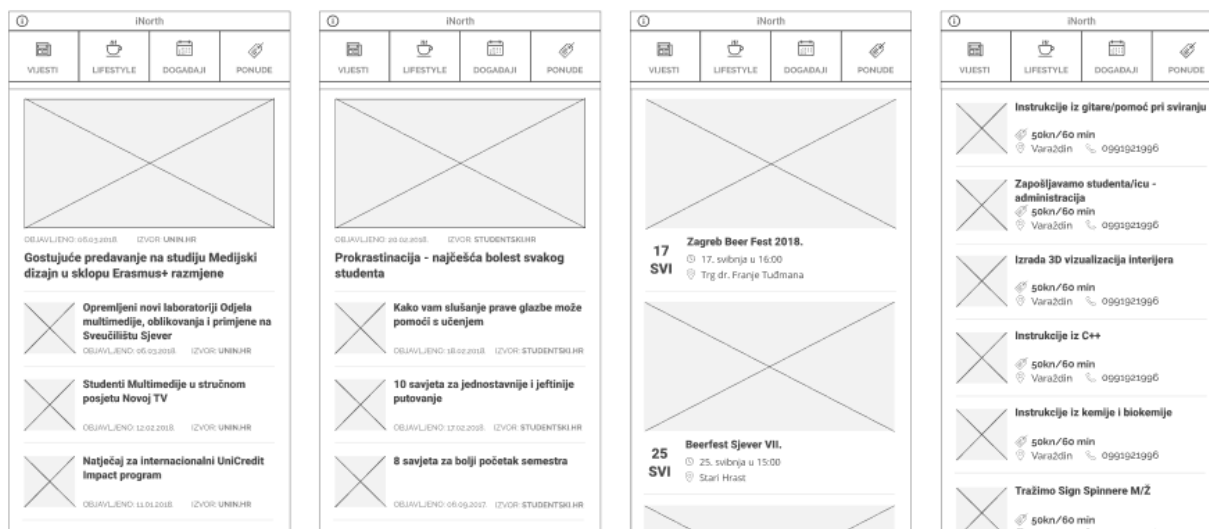 iNorth
VIJESTI
LIFESTYLE
DOGAĐAJI
PONUDE
OBJAVLJENO: 06.03.2018. IZVOR: UNIN.HR
Gostujuće predavanje na studiju Medijski
dizajn u sklopu Erasmus+ razmjene
Opremljeni novi laboratoriji Odjela
multimedije, oblikovanja i primjene na
Sveučilištu Sjever
OBJAVLJENO: 06.03.2018. IZVOR: UNIN.HR
Studenti Multimedije u stručnom
posjetu Novoj TV
OBJAVLJENO: 12.02.2018. IZVOR: UNIN.HR
Natječaj za internacionalni UniCredit
Impact program
OBJAVLJENO: 11.01.2018. IZVOR: UNIN.HR
iNorth
VIJESTI
LIFESTYLE
DOGAĐAJI
PONUDE
OBJAVLJENO: 20.02.2018. IZVOR: STUDENTSKI.HR
Prokrastinacija - najčešća bolest svakog
studenta
Kako vam slušanje prave glazbe može
pomoći s učenjem
OBJAVLJENO: 18.02.2018. IZVOR: STUDENTSKI.HR
10 savjeta za jednostavnije i jeftinije
putovanje
OBJAVLJENO: 17.02.2018. IZVOR: STUDENTSKI.HR
8 savjeta za bolji početak semestra
OBJAVLJENO: 06.09.2017. IZVOR: STUDENTSKI.HR
iNorth
VIJESTI
LIFESTYLE
DOGAĐAJI
PONUDE
17
SVI
Zagreb Beer Fest 2018.
17. svibnja u 16:00
Trg dr. Franje Tuđmana
25
SVI
Beerfest Sjever VII.
25. svibnja u 15:00
Stari Hrast
iNorth
VIJESTI
LIFESTYLE
DOGAĐAJI
PONUDE
Instrukcije iz gitare/pomoć pri sviranju
50kn/60 min
Varaždin 0991921996
Zapošljavamo studenta/icu -
administracija
50kn/60 min
Varaždin 0991921996
Izrada 3D vizualizacija interijera
50kn/60 min
Varaždin 0991921996
Instrukcije iz C++
50kn/60 min
Varaždin 0991921996
Instrukcije iz kemije i biokemije
50kn/60 min
Varaždin 0991921996
Tražimo Sign Spinnere M/Ž
50kn/60 min